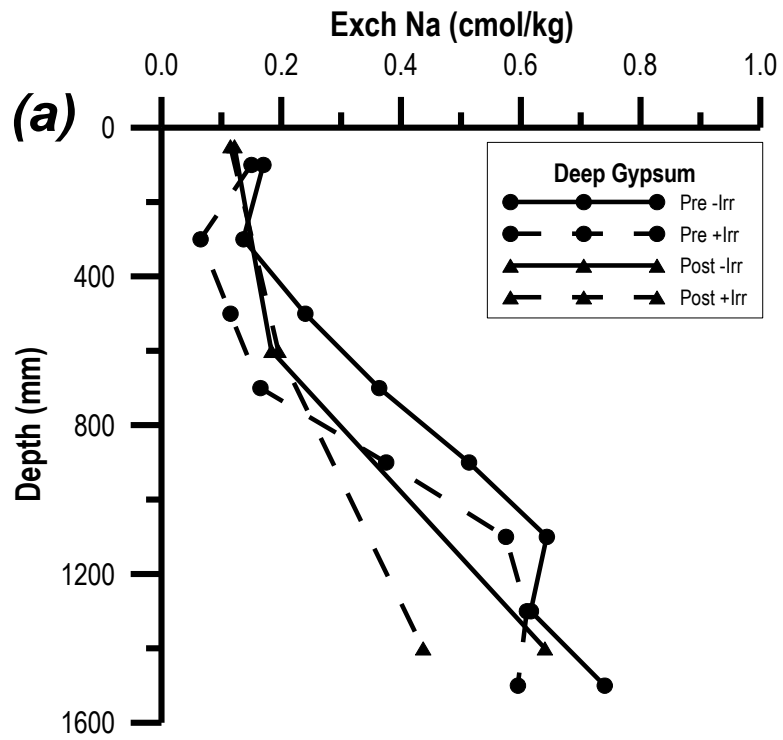 Exch Na (cmol/kg)
0.0 0.2 0.4 0.6 0.8 1.0
(a)
0
400
800
1200
1600
Depth (mm)
Deep Gypsum
Pre -Irr
Pre +Irr
Post -Irr
Post +Irr